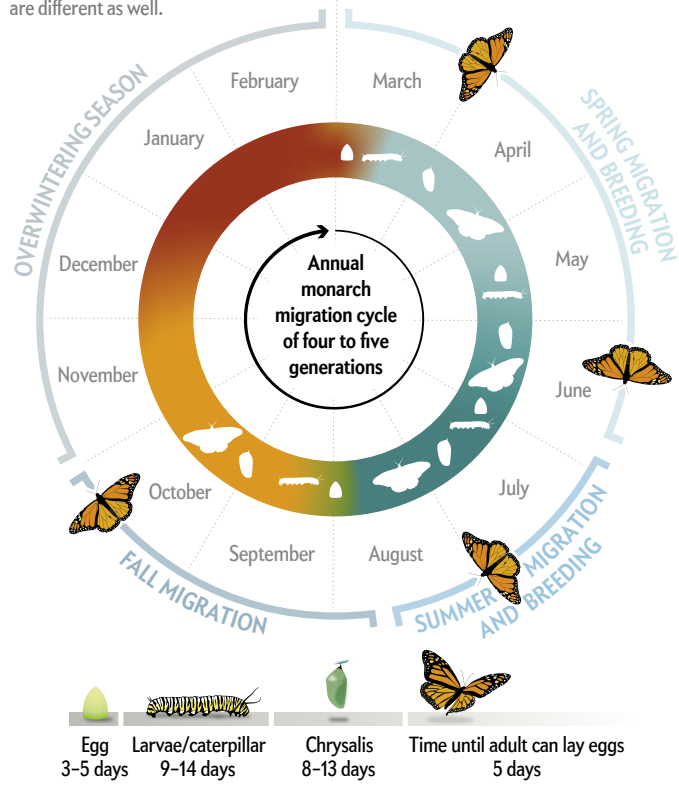 are different as well.
OVERWINTERING SEASON
SPRING MIGRATION
AND BREEDING
SUMMER MIGRATION
AND BREEDING
FALL MIGRATION
January
February
March
April
May
June
July
August
September
October
November
December
Annual
monarch
migration cycle
of four to five
generations
Egg
3–5 days
Larvae/caterpillar
9–14 days
Chrysalis
8–13 days
Time until adult can lay eggs
5 days